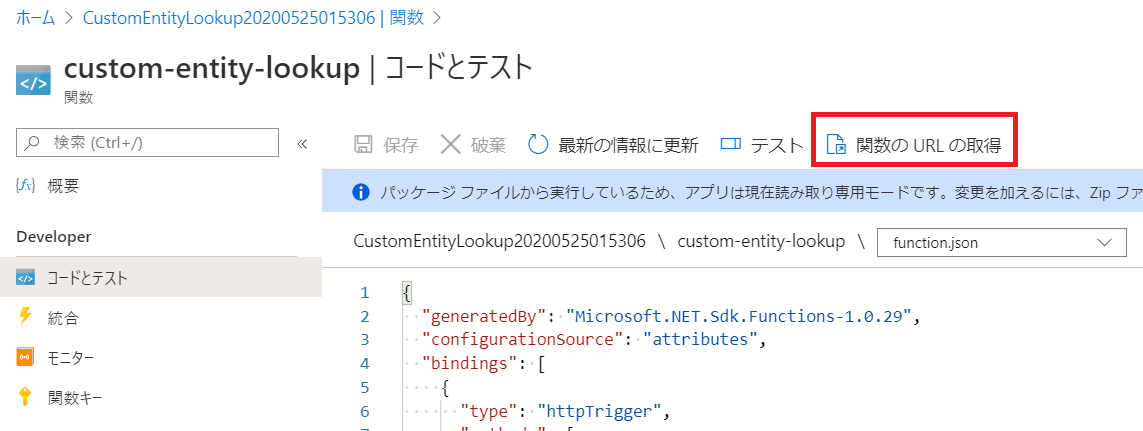 ホーム > CustomEntityLookup20200525015306 | 関数 >
custom-entity-lookup | コードとテスト
関数
検索 (Ctrl+/) «
保存 破棄 最新の情報に更新 テスト 関数の URL の取得
概要
パッケージ ファイルから実行しているため、アプリは現在読み取り専用モードです。変更を加えるには、Zip ファ
Developer
CustomEntityLookup20200525015306 \ custom-entity-lookup \ function.json
コードとテスト
統合
モニター
関数キー
1 {
2 "generatedBy": "Microsoft.NET.Sdk.Functions-1.0.29",
3 "configurationSource": "attributes",
4 "bindings": [
5 {
6 "type": "httpTrigger",